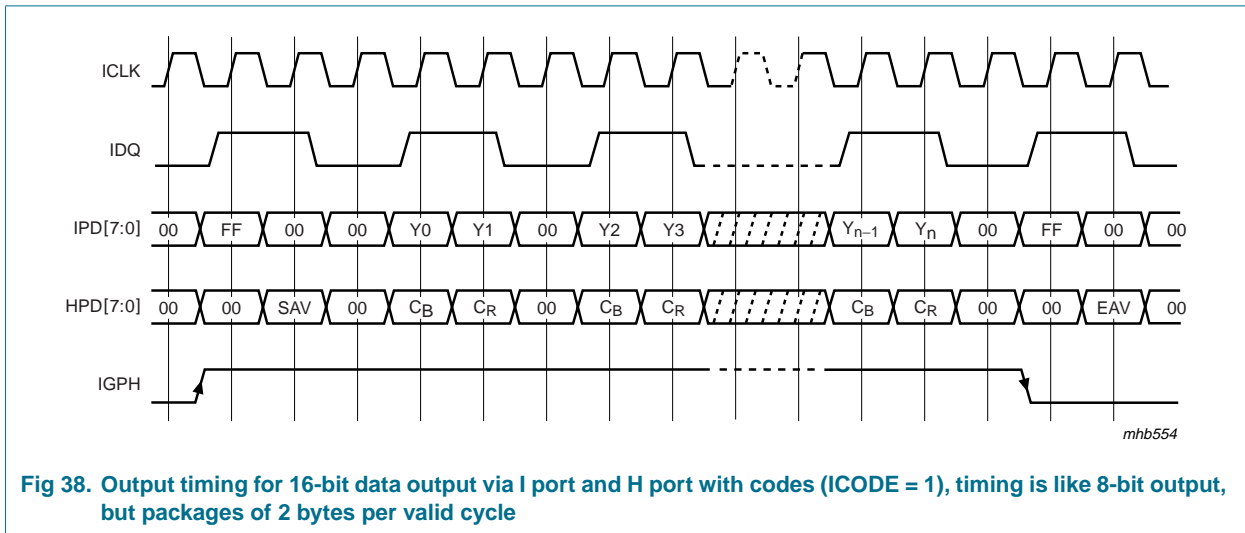 ICLK
IDQ
IPD[7:0] 00 FF 00 00 Y0 Y1 00 Y2 Y3 Yn–1 Yn 00 FF 00 00
HPD[7:0] 00 00 SAV 00 CB CR 00 CB CR CB CR 00 00 EAV 00
IGPH
mhb554
Fig 38. Output timing for 16-bit data output via I port and H port with codes (ICODE = 1), timing is like 8-bit output,
but packages of 2 bytes per valid cycle